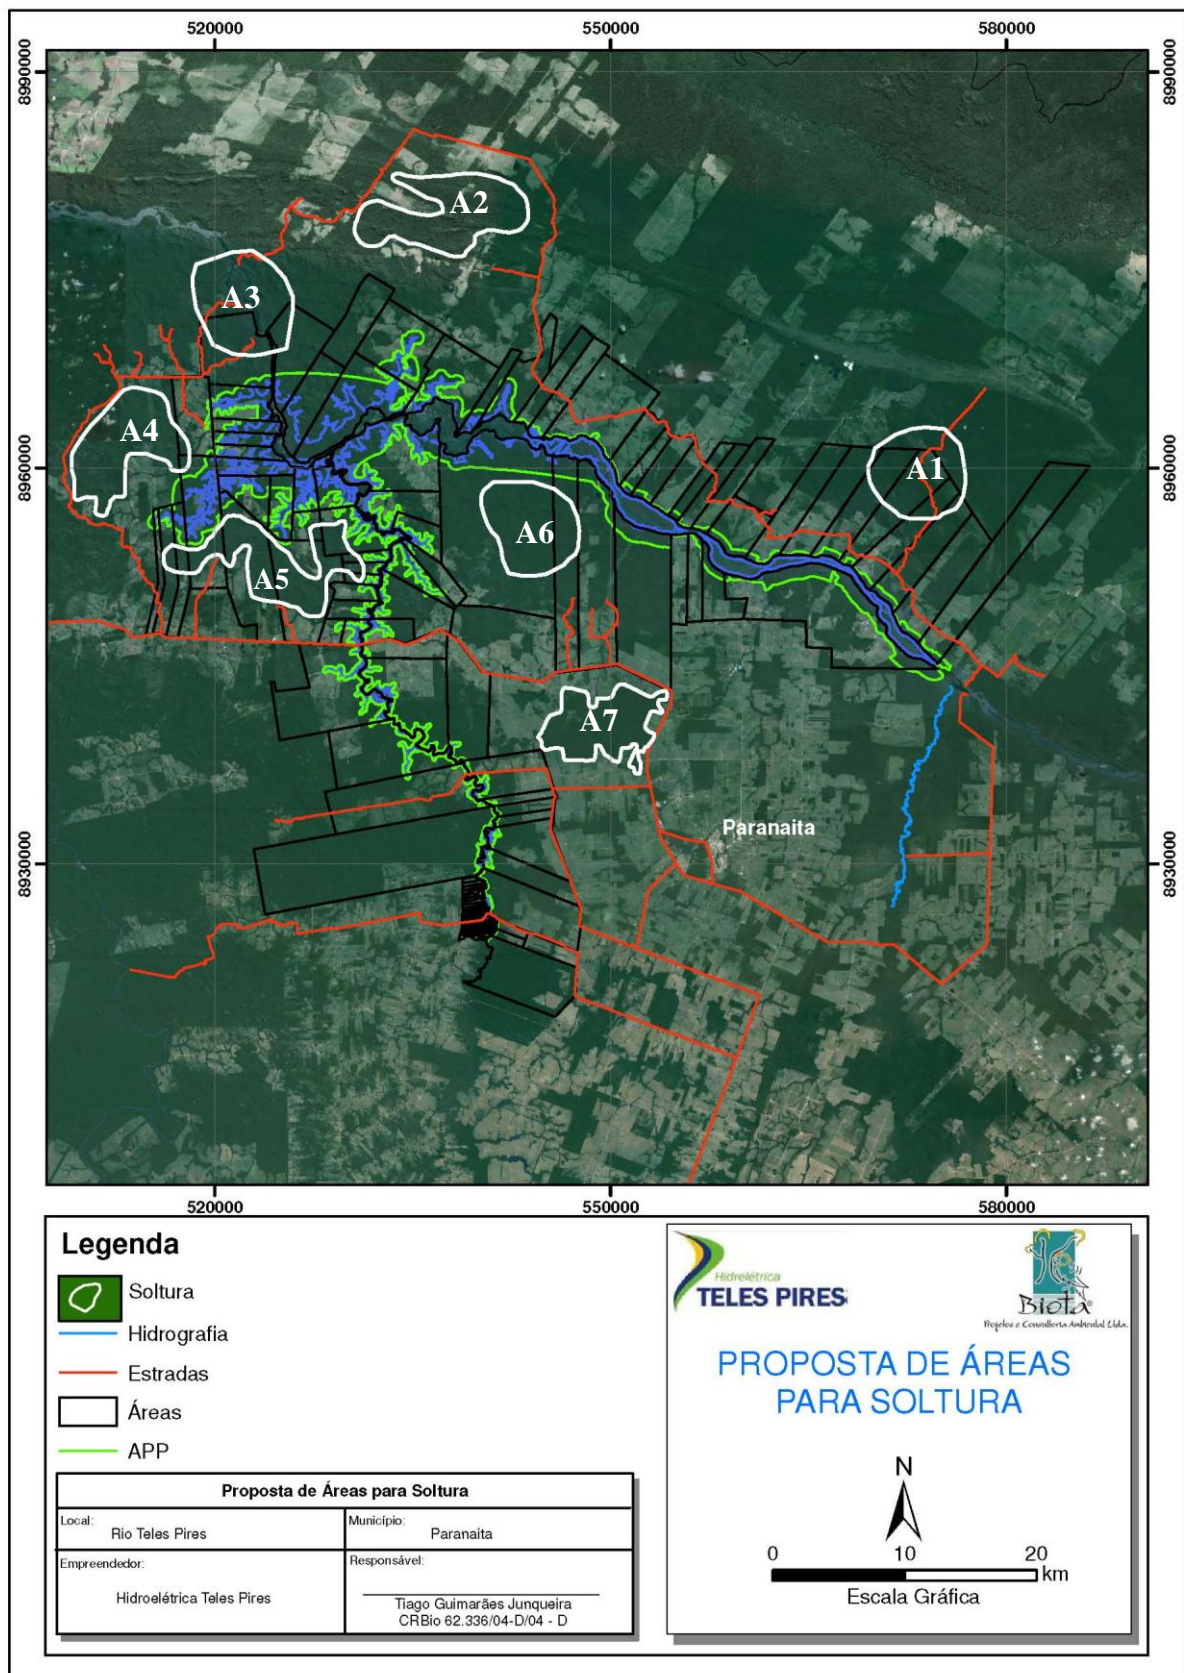 520000 550000 580000
8990000 8990000
A2
A3
A4
A1
8960000 8960000
A6
A5
A7
Paranaita
8930000 8930000
520000 550000 580000
Legenda
Soltura
Hidrografia
Estradas
Áreas
APP
Proposta de Áreas para Soltura
Local: Rio Teles Pires
Município: Paranaita
Empreendedor: Hidroelétrica Teles Pires
Responsável:
Tiago Guimarães Junqueira
CRBio 62.336/04-D/04 - D
Hidrelétrica
TELES PIRES
Biota
Projetos e Consultoria Ambiental Ltda.
PROPOSTA DE ÁREAS
PARA SOLTURA
N
0 10 20
km
Escala Gráfica